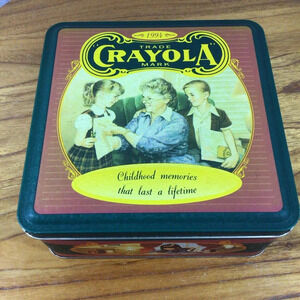 1994
TRADE
CRAYOLA
MARK
Childhood memories
that last a lifetime